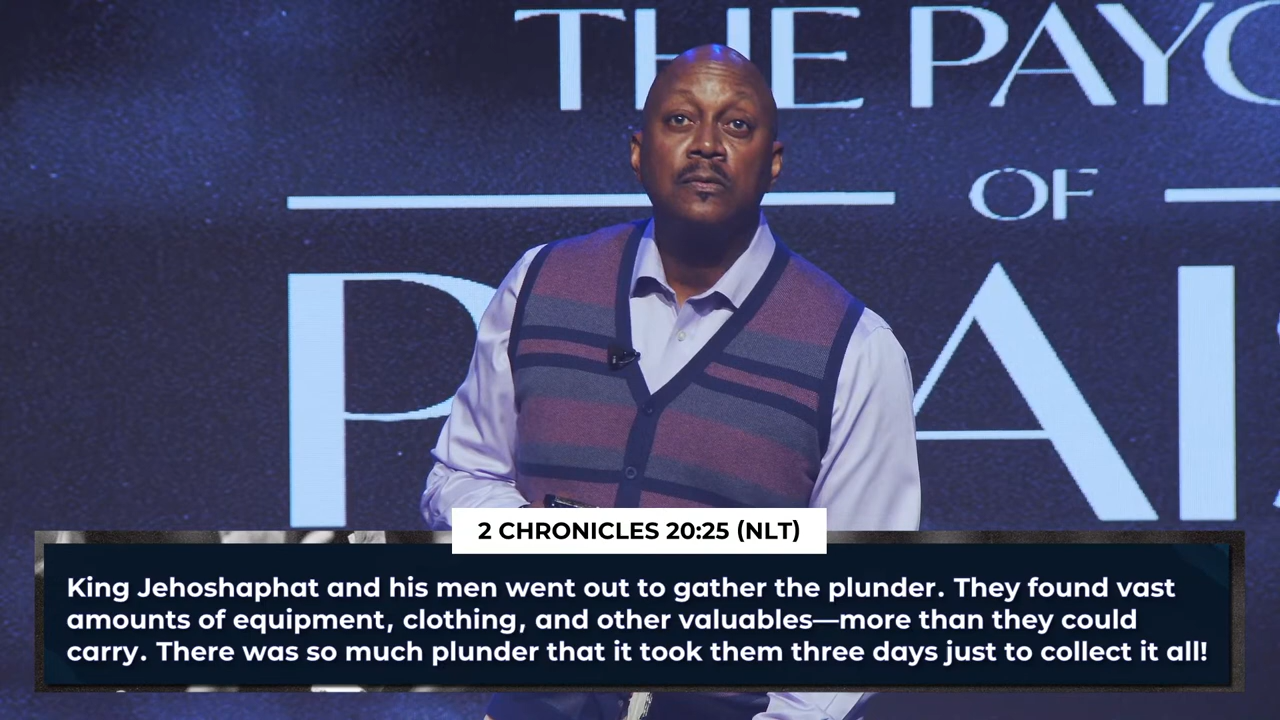 THE PAYO
OF
P AI
2 CHRONICLES 20:25 (NLT)
King Jehoshaphat and his men went out to gather the plunder. They found vast
amounts of equipment, clothing, and other valuables—more than they could
carry. There was so much plunder that it took them three days just to collect it all!